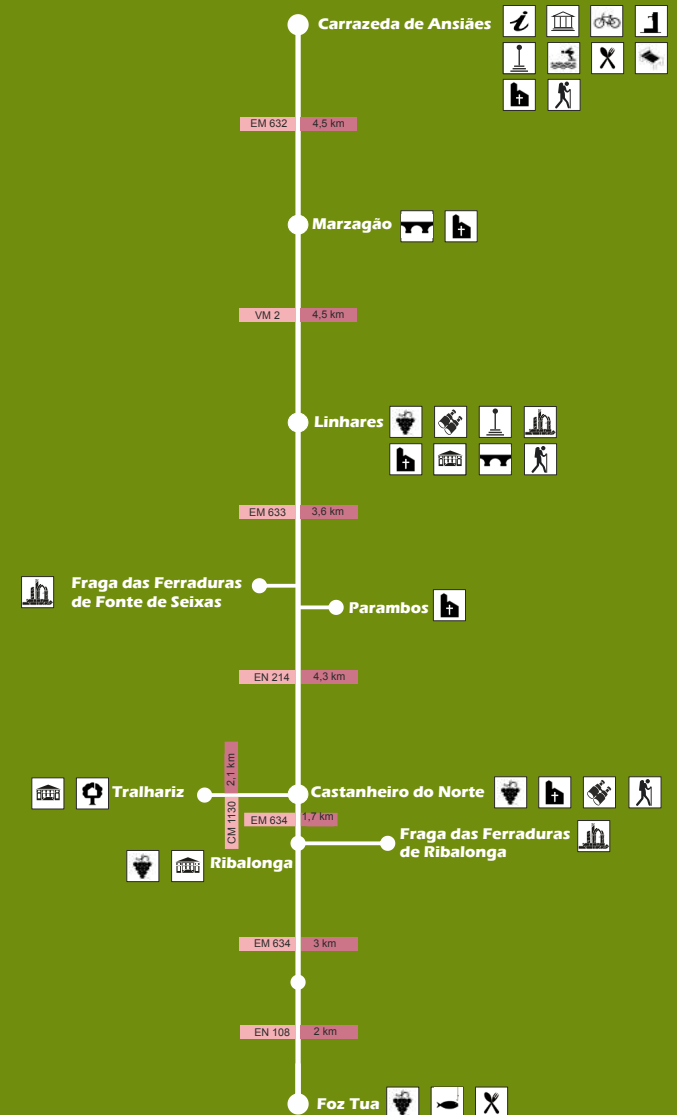 Carrazeda de Ansiães
i
EM 632 4,5 km
Marzagão
VM 2 4,5 km
Linhares
EM 633 3,6 km
Fraga das Ferraduras
de Fonte de Seixas
Parambos
EN 214 4,3 km
CM 1130 2,1 km
Tralhariz
Castanheiro do Norte
EM 634 1,7 km
Fraga das Ferraduras
de Ribalonga
Ribalonga
EM 634 3 km
EN 108 2 km
Foz Tua